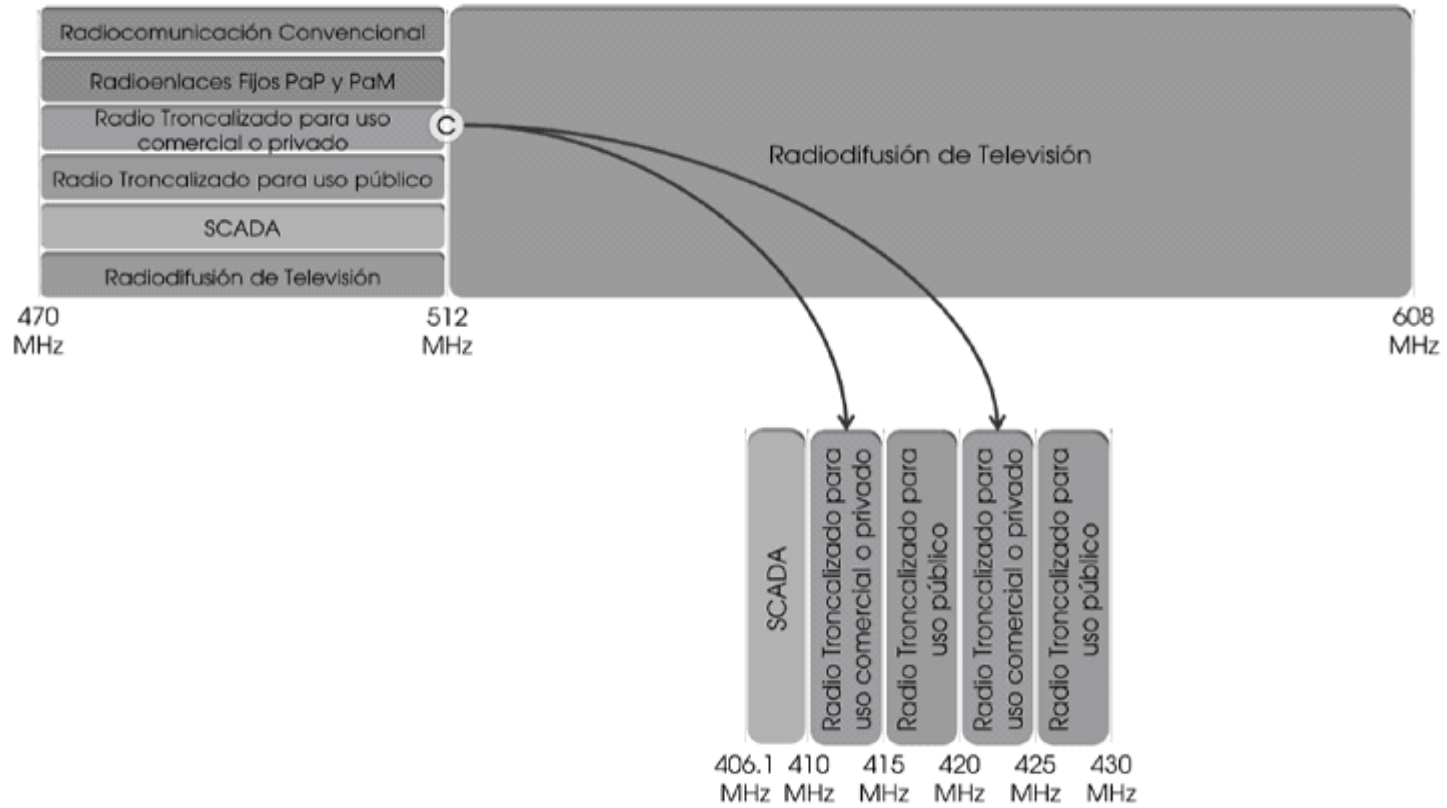 Radiocomunicación Convencional
Radioenlaces Fijos PaP y PaM
Radio Troncalizado para uso
comercial o privado
C
Radio Troncalizado para uso público
SCADA
Radiodifusión de Televisión
Radiodifusión de Televisión
470
MHz
512
MHz
608
MHz
SCADA
Radio Troncalizado para
uso comercial o privado
Radio Troncalizado para
uso público
Radio Troncalizado para
uso comercial o privado
Radio Troncalizado para
uso público
406.1
MHz
410
MHz
415
MHz
420
MHz
425
MHz
430
MHz